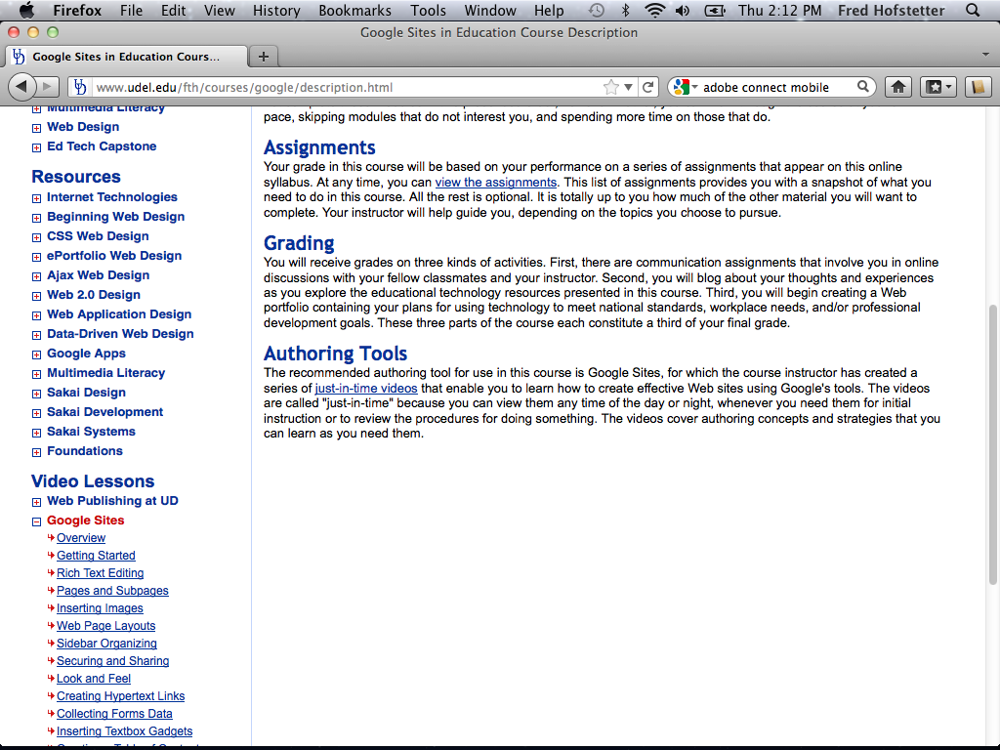 Firefox File Edit View History Bookmarks Tools Window Help Thu 2:12 PM Fred Hofstetter
Google Sites in Education Course Description
Google Sites in Education Cours...
www.udel.edu/fth/courses/google/description.html
adobe connect mobile
Multimedia Literacy
Web Design
Ed Tech Capstone
Resources
Internet Technologies
Beginning Web Design
CSS Web Design
ePortfolio Web Design
Ajax Web Design
Web 2.0 Design
Web Application Design
Data-Driven Web Design
Google Apps
Multimedia Literacy
Sakai Design
Sakai Development
Sakai Systems
Foundations
Video Lessons
Web Publishing at UD
Google Sites
Overview
Getting Started
Rich Text Editing
Pages and Subpages
Inserting Images
Web Page Layouts
Sidebar Organizing
Securing and Sharing
Look and Feel
Creating Hypertext Links
Collecting Forms Data
Inserting Textbox Gadgets
pace, skipping modules that do not interest you, and spending more time on those that do.
Assignments
Your grade in this course will be based on your performance on a series of assignments that appear on this online
syllabus. At any time, you can view the assignments. This list of assignments provides you with a snapshot of what you
need to do in this course. All the rest is optional. It is totally up to you how much of the other material you will want to
complete. Your instructor will help guide you, depending on the topics you choose to pursue.
Grading
You will receive grades on three kinds of activities. First, there are communication assignments that involve you in online
discussions with your fellow classmates and your instructor. Second, you will blog about your thoughts and experiences
as you explore the educational technology resources presented in this course. Third, you will begin creating a Web
portfolio containing your plans for using technology to meet national standards, workplace needs, and/or professional
development goals. These three parts of the course each constitute a third of your final grade.
Authoring Tools
The recommended authoring tool for use in this course is Google Sites, for which the course instructor has created a
series of just-in-time videos that enable you to learn how to create effective Web sites using Google's tools. The videos
are called "just-in-time" because you can view them any time of the day or night, whenever you need them for initial
instruction or to review the procedures for doing something. The videos cover authoring concepts and strategies that you
can learn as you need them.